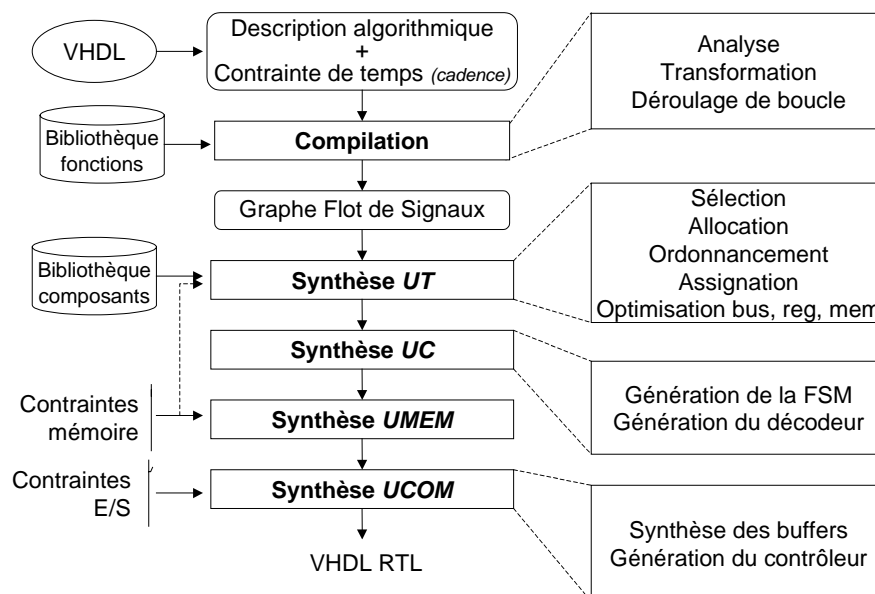 VHDL
Description algorithmique
+
Contrainte de temps (cadence)
Analyse
Transformation
Déroulage de boucle
Bibliothèque
fonctions
Compilation
Graphe Flot de Signaux
Sélection
Allocation
Ordonnancement
Assignation
Optimisation bus, reg, mem
Bibliothèque
composants
Synthèse UT
Synthèse UC
Génération de la FSM
Génération du décodeur
Contraintes
mémoire
Synthèse UMEM
Contraintes
E/S
Synthèse UCOM
Synthèse des buffers
Génération du contrôleur
VHDL RTL